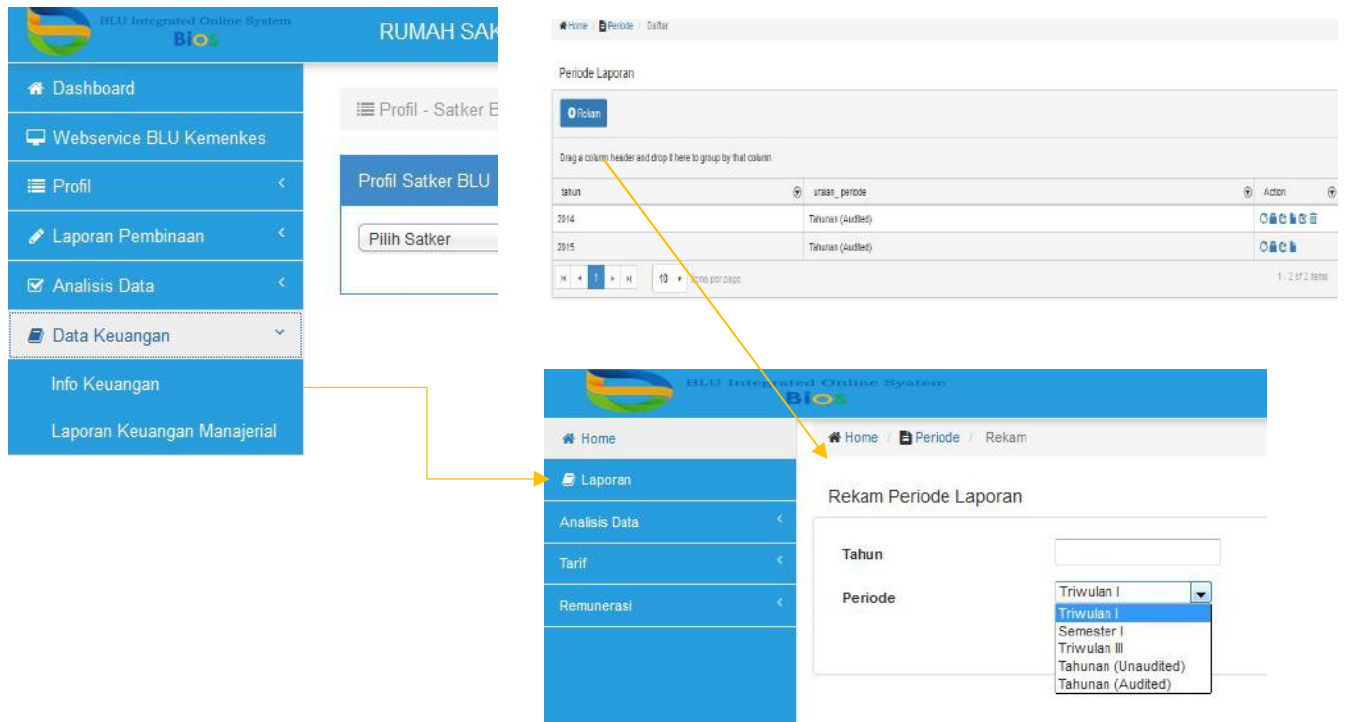 BLU Integrated Online System
Bios
RUMAH SAK
Dashboard
Webservice BLU Kemenkes
Profil
Laporan Pembinaan
Analisis Data
Data Keuangan
Info Keuangan
Laporan Keuangan Manajerial
Profil - Satker B
Profil Satker BLU
Pilih Satker
Home / Periode / Daftar
Periode Laporan
Rekam
Drag a column header and drop it here to group by that column
tahun uraian_periode Action
2014 Tahunan (Audited)
2015 Tahunan (Audited)
1 10 items per page 1 - 2 of 2 items
BLU Integrated Online System
Bios
Home
Laporan
Analisis Data
Tarif
Remunerasi
Home / Periode / Rekam
Rekam Periode Laporan
Tahun
Periode Triwulan I
Triwulan I
Semester I
Triwulan III
Tahunan (Unaudited)
Tahunan (Audited)